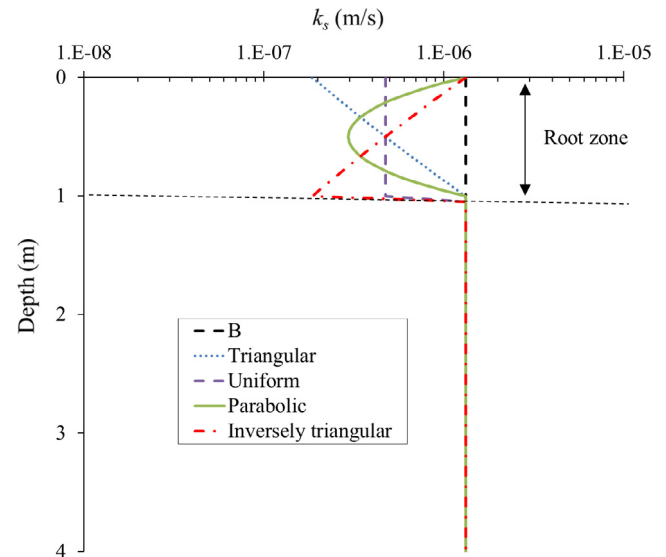 k_s (m/s)
1.E-08 1.E-07 1.E-06 1.E-05
0
Root zone
1
Depth (m)
2
B
Triangular
Uniform
Parabolic
Inversely triangular
3
4